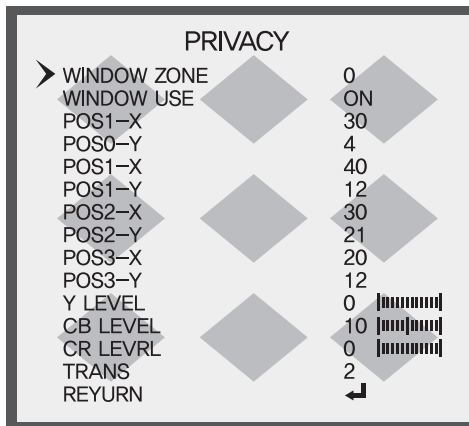 PRIVACY
WINDOW ZONE 0
WINDOW USE ON
POS1-X 30
POS0-Y 4
POS1-X 40
POS1-Y 12
POS2-X 30
POS2-Y 21
POS3-X 20
POS3-Y 12
Y LEVEL 0
CB LEVEL 10
CR LEVRL 0
TRANS 2
REYURN